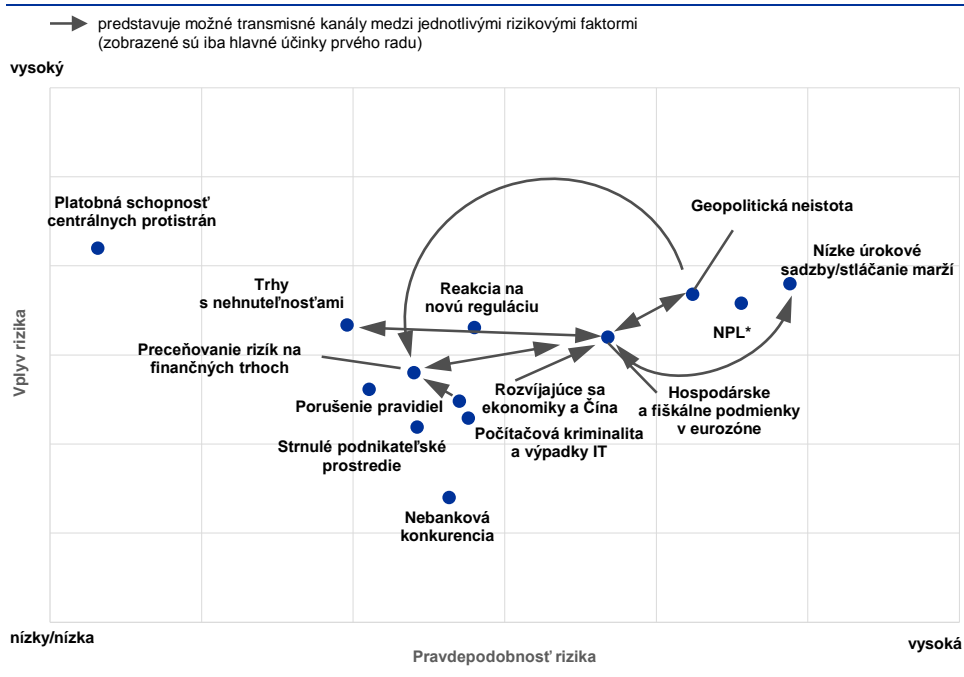 predstavuje možné transmisné kanály medzi jednotlivými rizikovými faktormi
(zobrazené sú iba hlavné účinky prvého radu)
vysoký
Platobná schopnosť
centrálnych protistrán
Geopolitická neistota
Nízke úrokové
sadzby/stláčanie marží
Trhy
s nehnuteľnosťami
Reakcia na
novú reguláciu
NPL*
Preceňovanie rizík na
finančných trhoch
Vplyv rizika
Porušenie pravidiel
Rozvíjajúce sa
ekonomiky a Čína
Hospodárske
a fiškálne podmienky
v eurozóne
Strnulé podnikateľské
prostredie
Počítačová kriminalita
a výpadky IT
Nebanková
konkurencia
nízky/nízka
vysoká
Pravdepodobnosť rizika